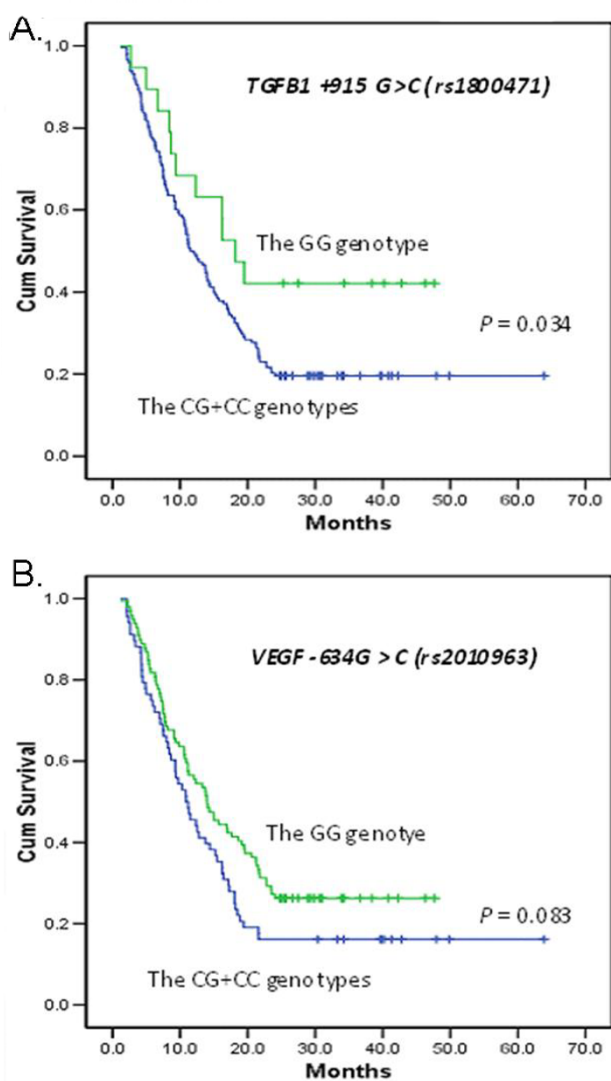 A.
TGFB1 +915 G>C (rs1800471)
The GG genotype
P = 0.034
The CG+CC genotypes
Cum Survival
1.0
0.8
0.6
0.4
0.2
0.0
0.0 10.0 20.0 30.0 40.0 50.0 60.0 70.0
Months
B.
VEGF -634G >C (rs2010963)
The GG genotye
P = 0.083
The CG+CC genotypes
Cum Survival
1.0
0.8
0.6
0.4
0.2
0.0
0.0 10.0 20.0 30.0 40.0 50.0 60.0 70.0
Months